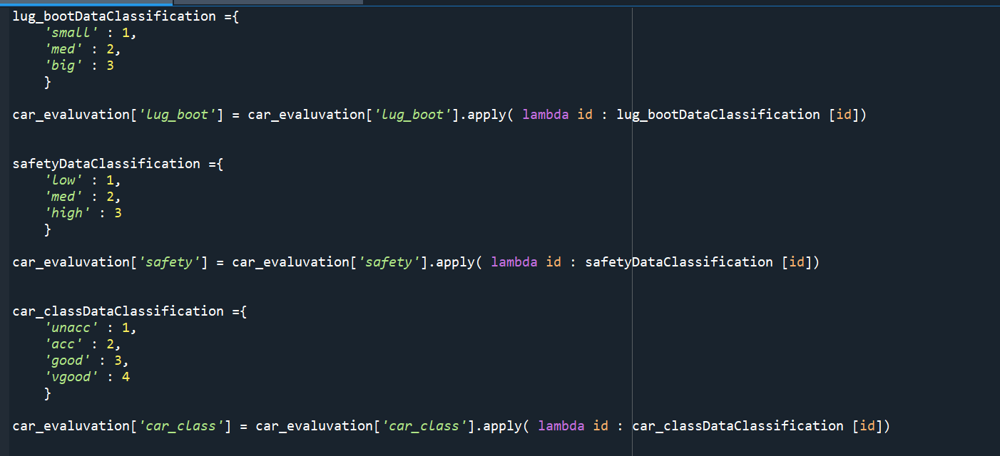 lug_bootDataClassification ={
    'small' : 1,
    'med' : 2,
    'big' : 3
    }
car_evaluvation['lug_boot'] = car_evaluvation['lug_boot'].apply( lambda id : lug_bootDataClassification [id])
safetyDataClassification ={
    'low' : 1,
    'med' : 2,
    'high' : 3
    }
car_evaluvation['safety'] = car_evaluvation['safety'].apply( lambda id : safetyDataClassification [id])
car_classDataClassification ={
    'unacc' : 1,
    'acc' : 2,
    'good' : 3,
    'vgood' : 4
    }
car_evaluvation['car_class'] = car_evaluvation['car_class'].apply( lambda id : car_classDataClassification [id])